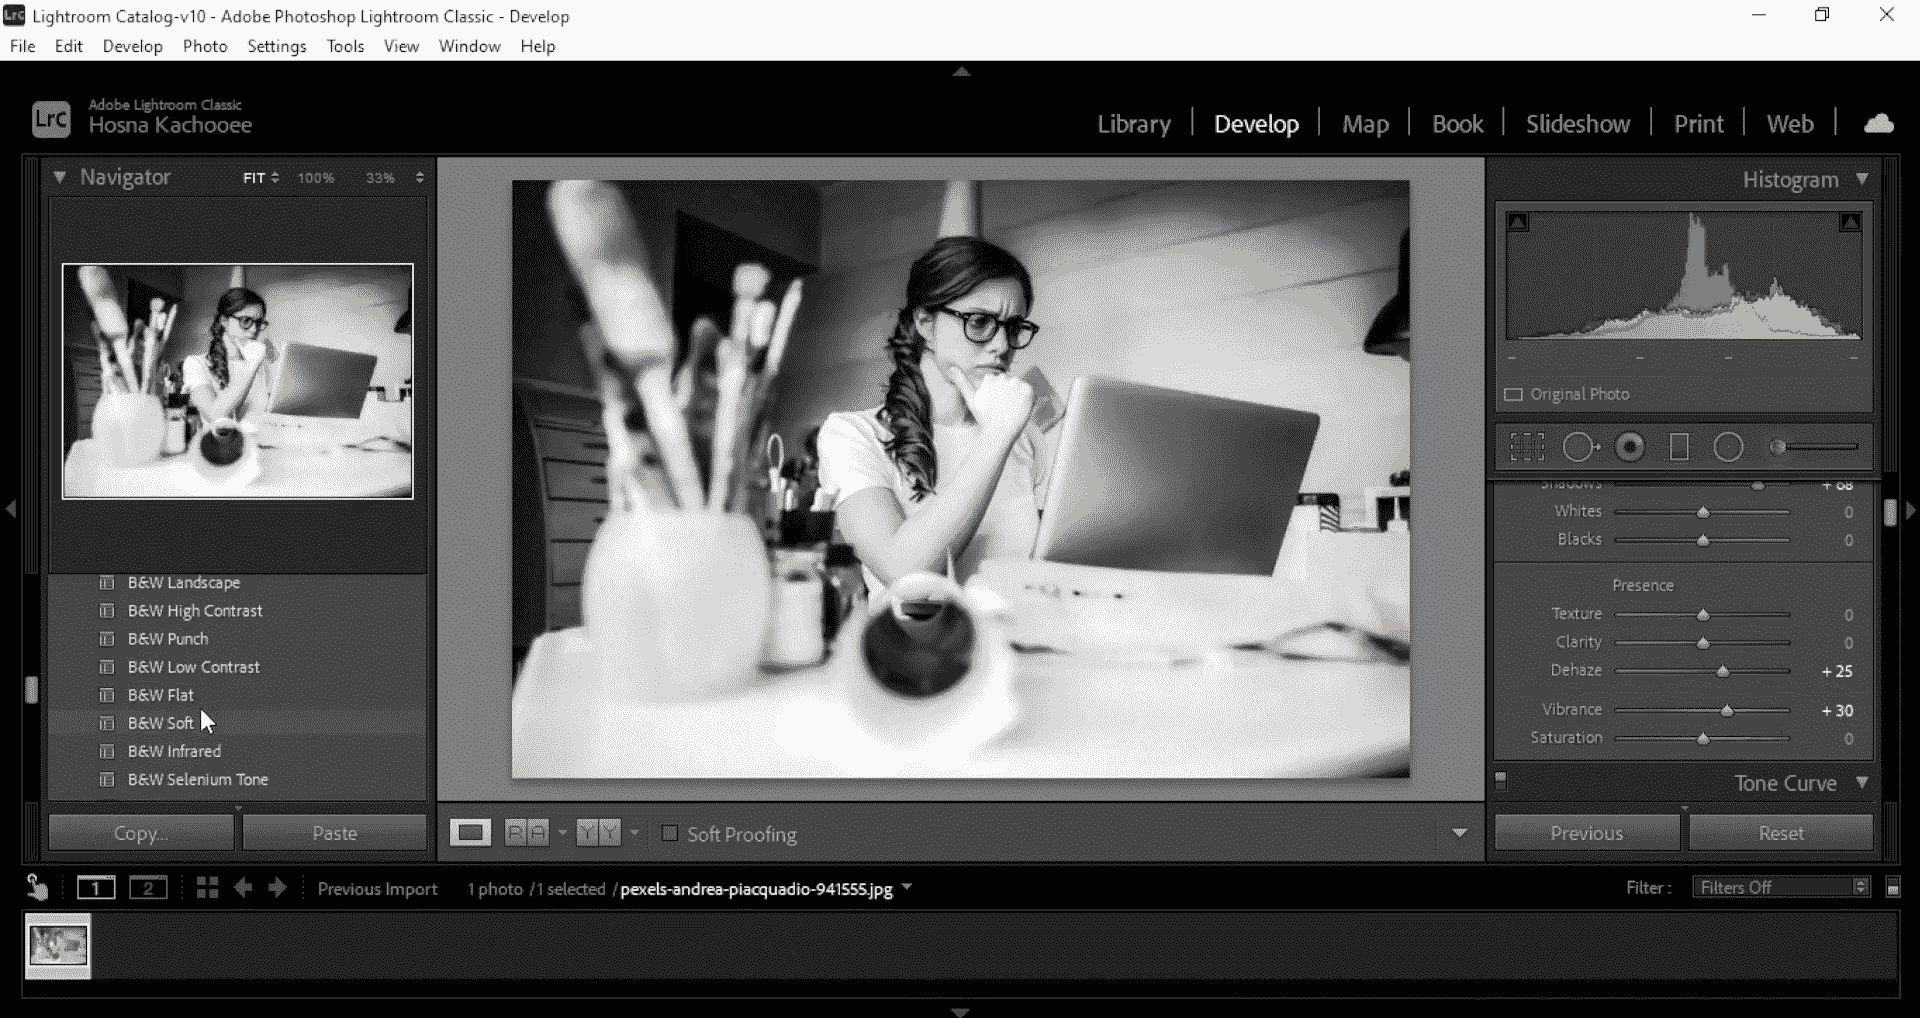 Lrc Lightroom Catalog-v10 - Adobe Photoshop Lightroom Classic - Develop
File Edit Develop Photo Settings Tools View Window Help
Lrc Adobe Lightroom Classic
Hosna Kachooee
Library | Develop | Map | Book | Slideshow | Print | Web |
Navigator FIT 100% 33%
B&W Landscape
B&W High Contrast
B&W Punch
B&W Low Contrast
B&W Flat
B&W Soft
B&W Infrared
B&W Selenium Tone
Copy... Paste
R A Y Y Soft Proofing
Histogram
Original Photo
Shadows + 68
Whites 0
Blacks 0
Presence
Texture 0
Clarity 0
Dehaze + 25
Vibrance + 30
Saturation 0
Tone Curve
Previous Reset
1 2 Previous Import 1 photo / 1 selected / pexels-andrea-piacquadio-941555.jpg Filter : Filters Off